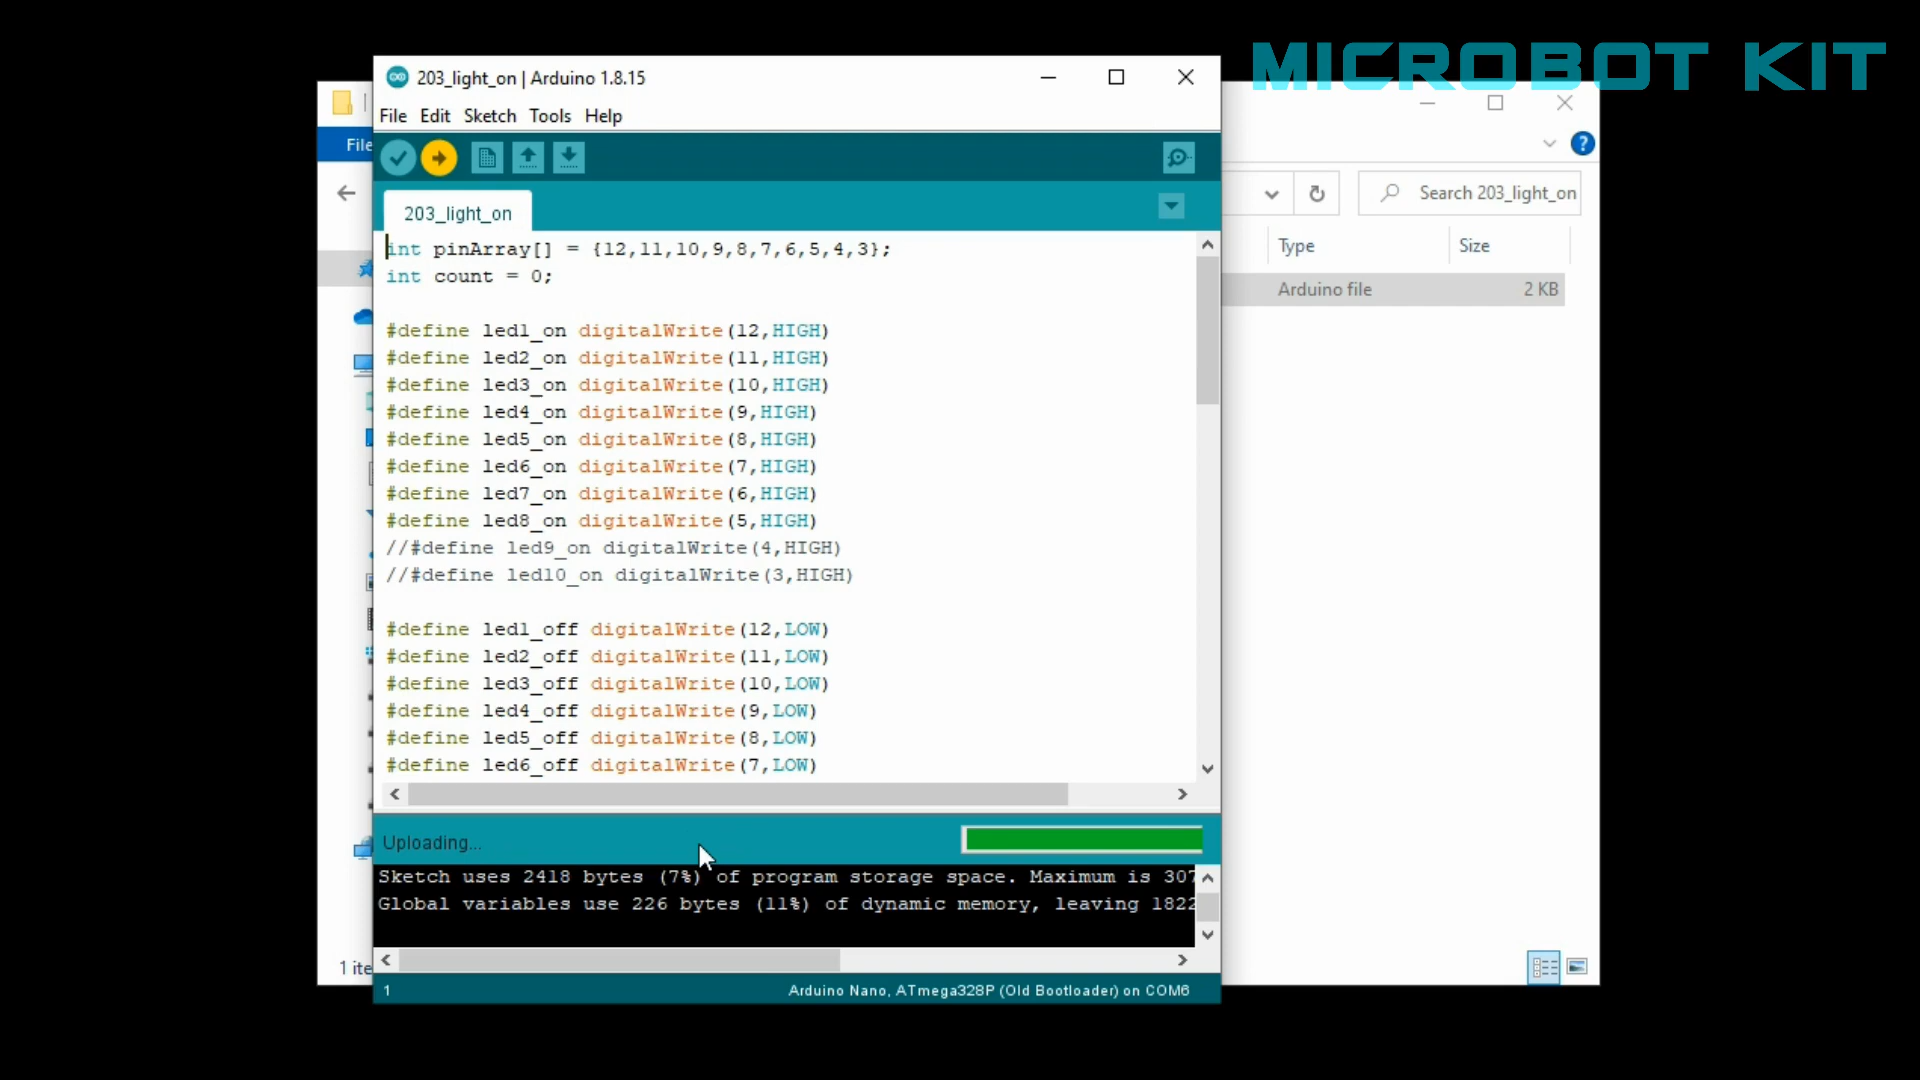 MICROBOT KIT
203_light_on | Arduino 1.8.15
File Edit Sketch Tools Help
File
?
203_light_on
Search 203_light_on
Type Size
Arduino file 2 KB
int pinArray[] = {12,11,10,9,8,7,6,5,4,3};
int count = 0;
#define led1_on digitalWrite(12,HIGH)
#define led2_on digitalWrite(11,HIGH)
#define led3_on digitalWrite(10,HIGH)
#define led4_on digitalWrite(9,HIGH)
#define led5_on digitalWrite(8,HIGH)
#define led6_on digitalWrite(7,HIGH)
#define led7_on digitalWrite(6,HIGH)
#define led8_on digitalWrite(5,HIGH)
//#define led9_on digitalWrite(4,HIGH)
//#define led10_on digitalWrite(3,HIGH)
#define led1_off digitalWrite(12,LOW)
#define led2_off digitalWrite(11,LOW)
#define led3_off digitalWrite(10,LOW)
#define led4_off digitalWrite(9,LOW)
#define led5_off digitalWrite(8,LOW)
#define led6_off digitalWrite(7,LOW)
Uploading...
Sketch uses 2418 bytes (7%) of program storage space. Maximum is 307
Global variables use 226 bytes (11%) of dynamic memory, leaving 1822
1 ite
1 Arduino Nano, ATmega328P (Old Bootloader) on COM6